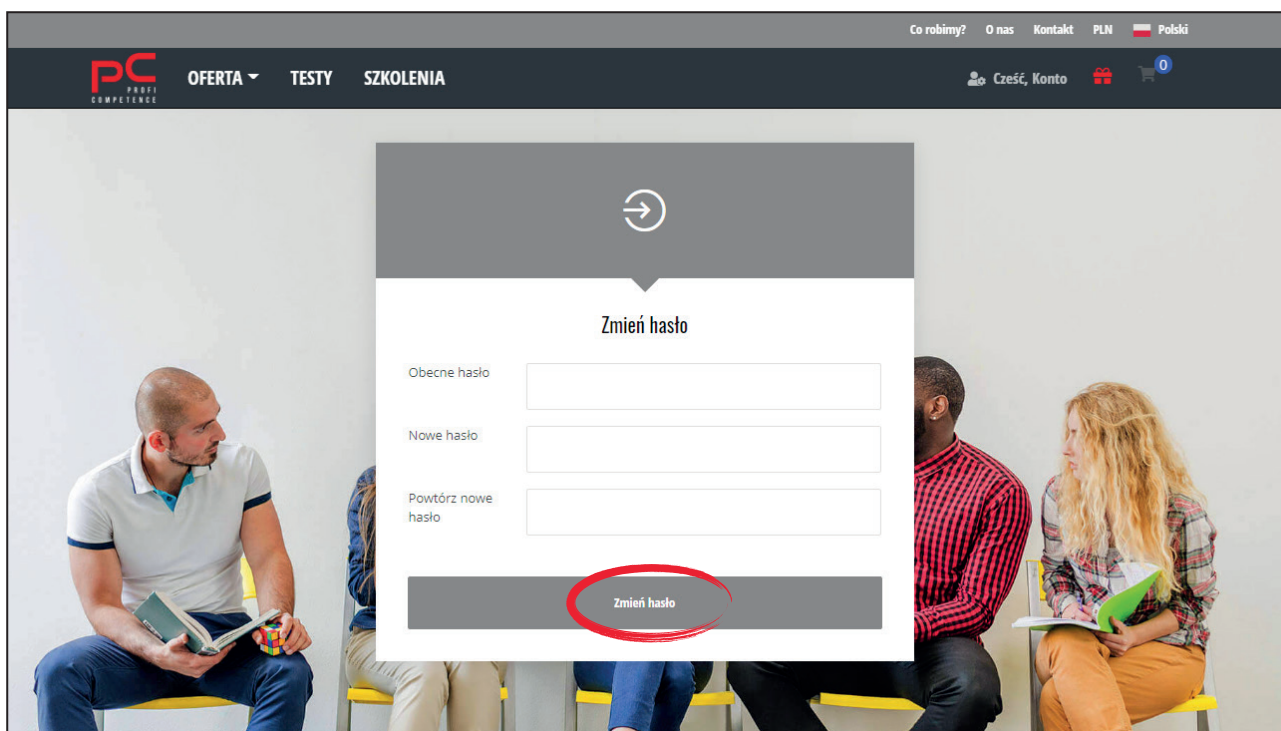 Co robimy? O nas Kontakt PLN Polski
PC
PROFI
COMPETENCE
OFERTA TESTY SZKOLENIA
Cześć, Konto 0
Zmień hasło
Obecne hasło
Nowe hasło
Powtórz nowe
hasło
Zmień hasło